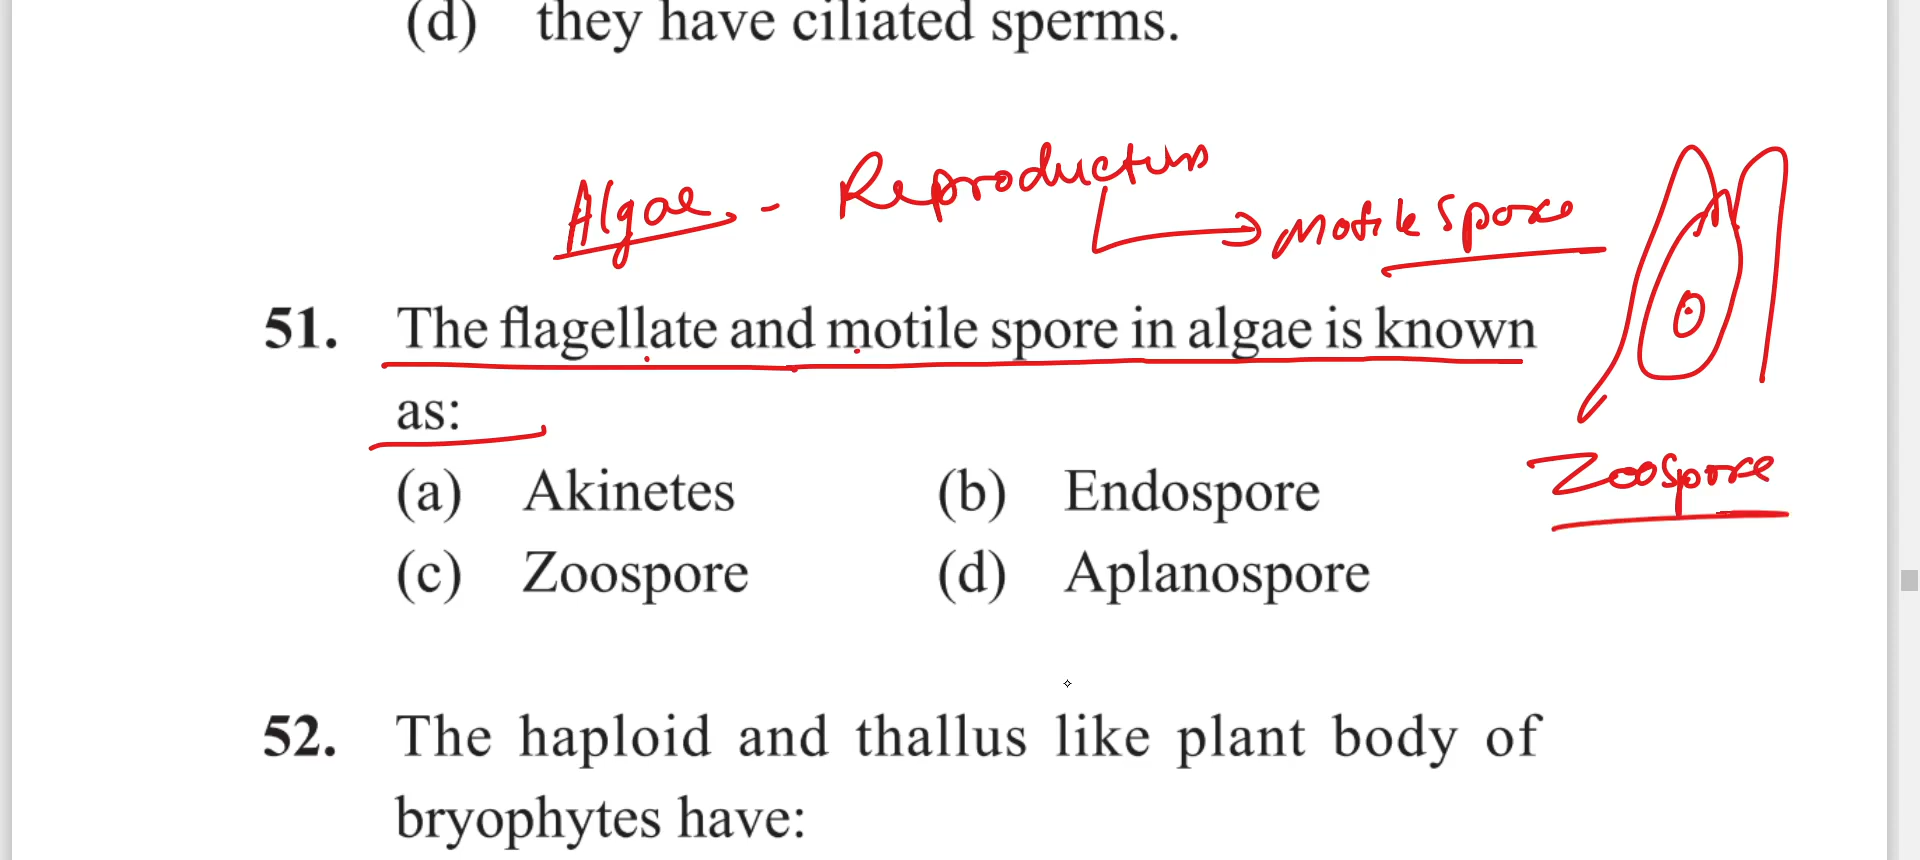 (d) they have ciliated sperms.
Algae - Reproduction
Motile spore
51. The flagellate and motile spore in algae is known
as:
Zoospore
(a) Akinetes (b) Endospore
(c) Zoospore (d) Aplanospore
52. The haploid and thallus like plant body of
bryophytes have: